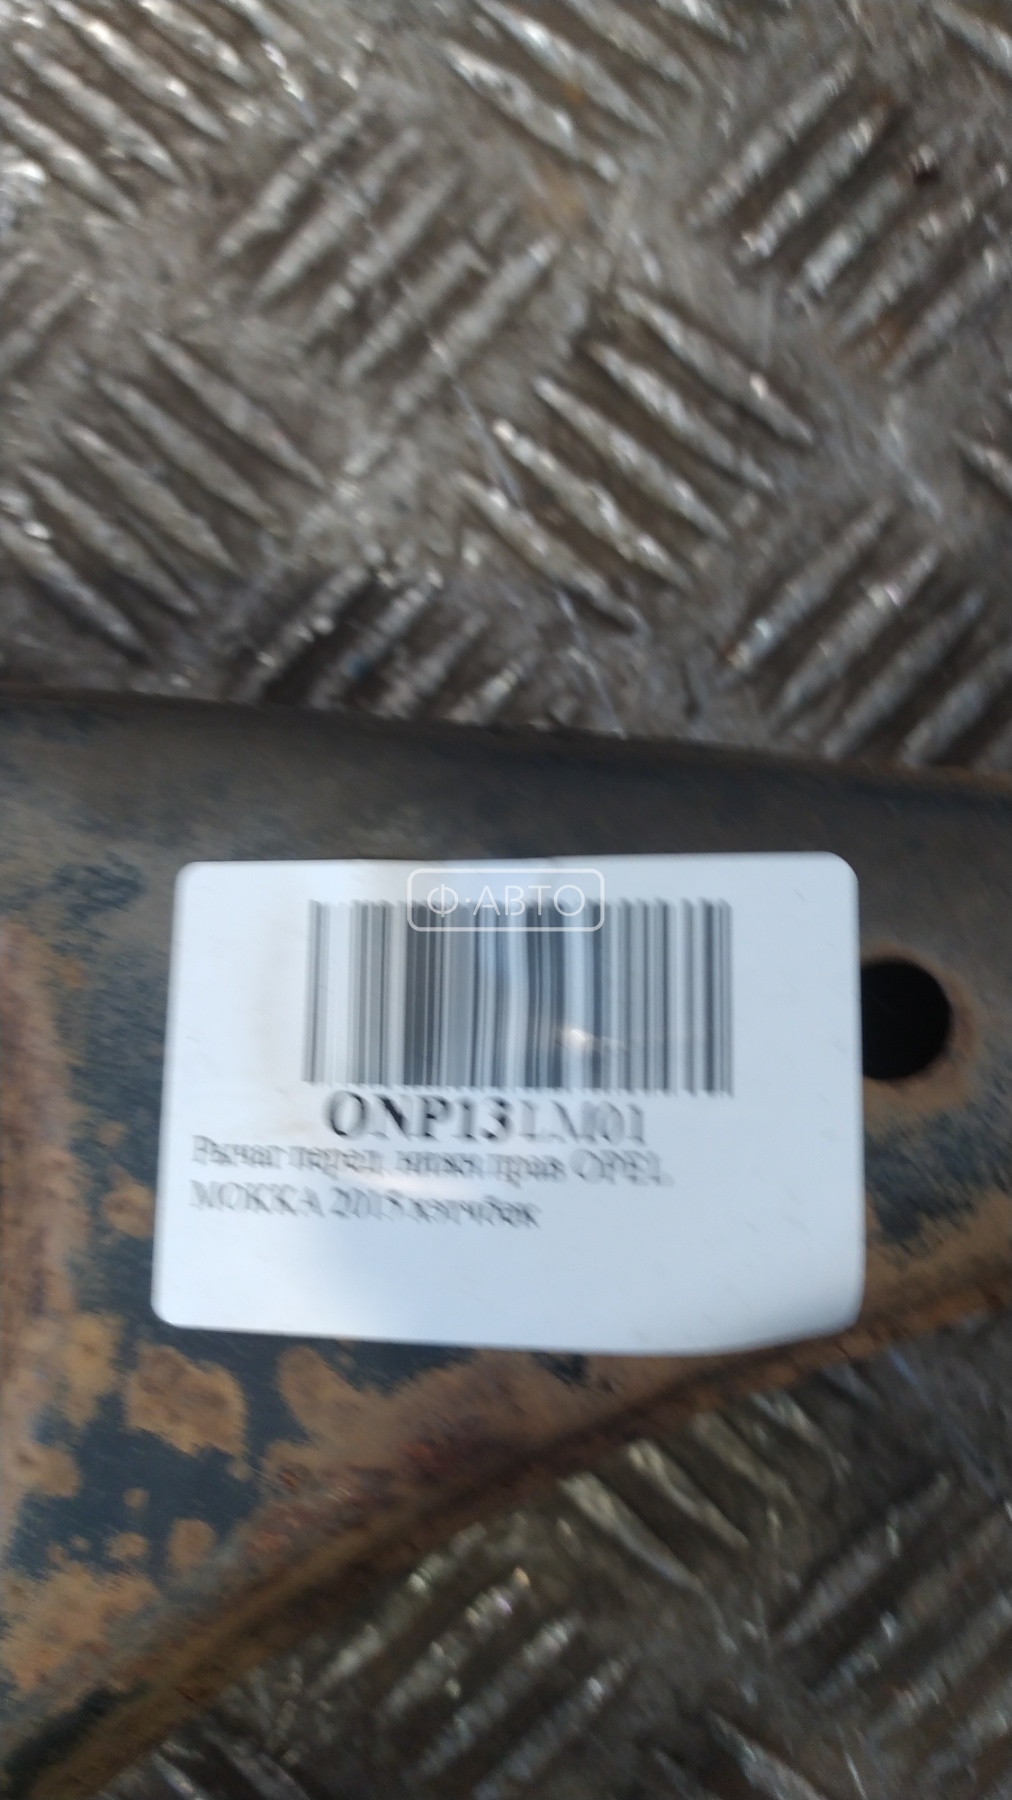 Ф·АВТО
ONP131M01
Рычаг перед нижн прав OPEL
MOKKA 2015 хэтчбек